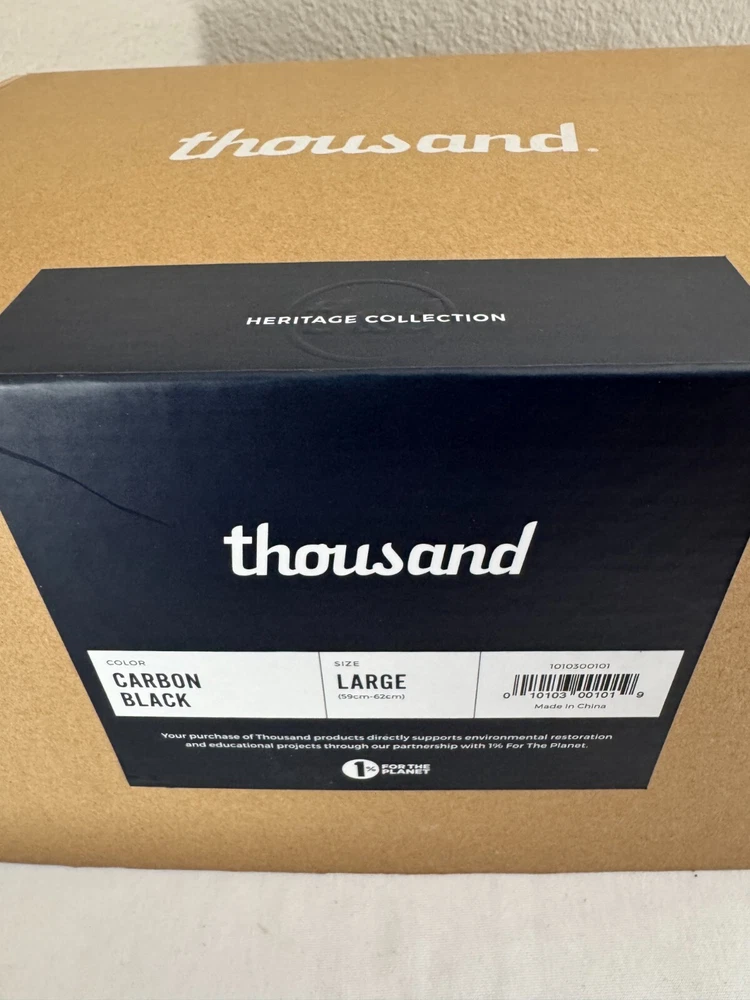 thousand.
HERITAGE COLLECTION
thousand
COLOR
CARBON
BLACK
SIZE
LARGE
(59cm-62cm)
1010300101
0 10103 00101 9
Made In China
Your purchase of Thousand products directly supports environmental restoration
and educational projects through our partnership with 1% For The Planet.
1% FOR THE
PLANET